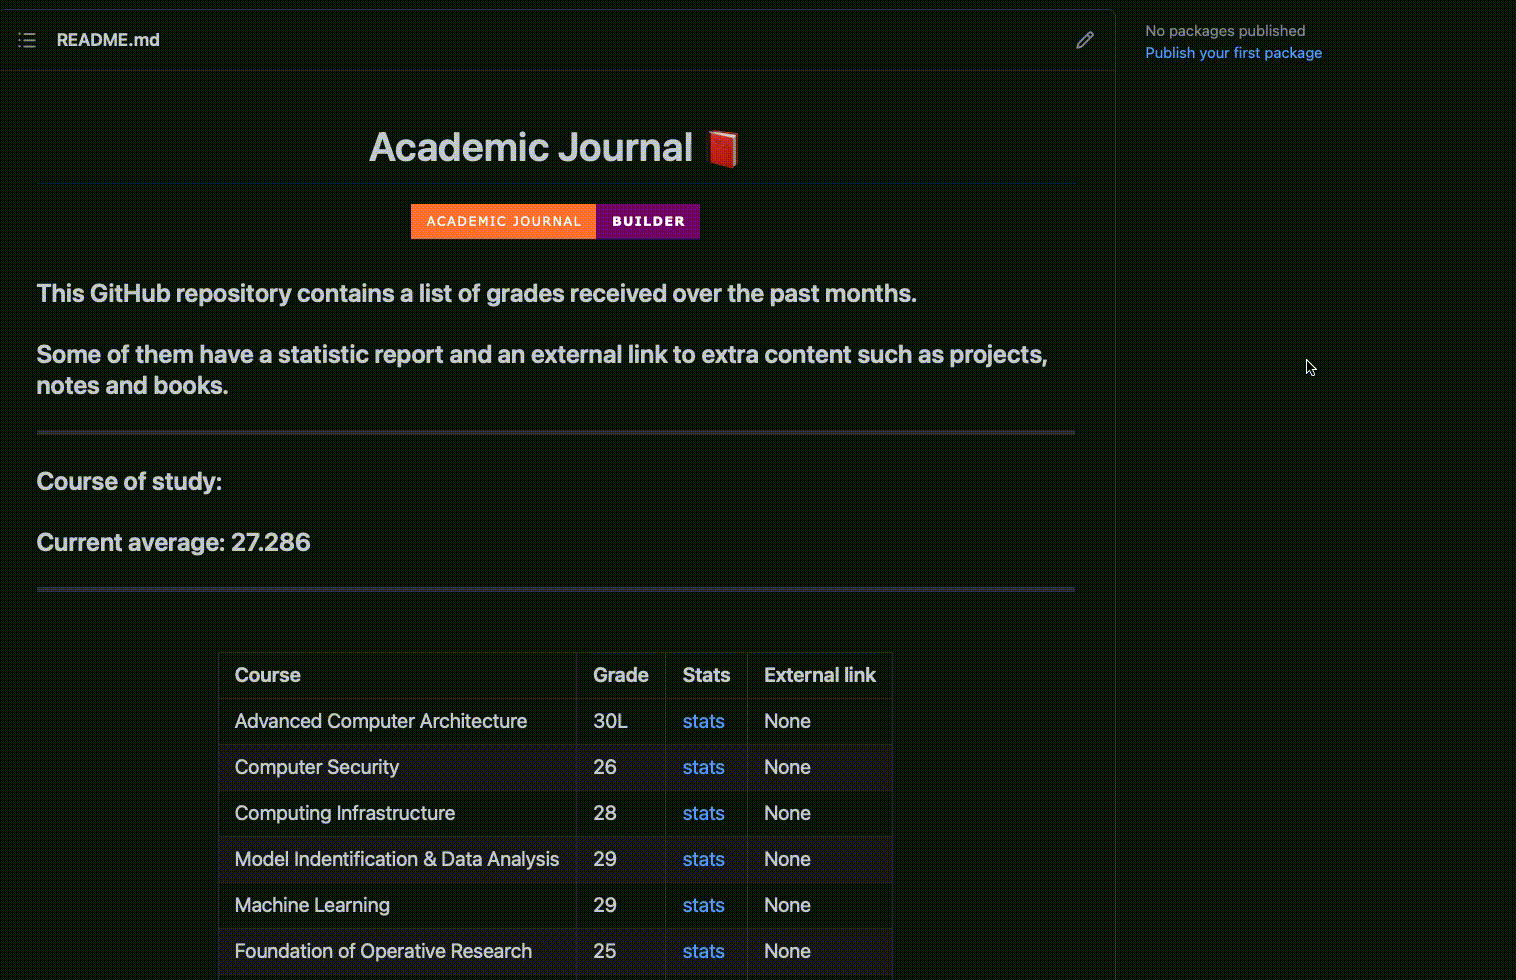 README.md
No packages published
Publish your first package
Academic Journal
ACADEMIC JOURNAL BUILDER
This GitHub repository contains a list of grades received over the past months.
Some of them have a statistic report and an external link to extra content such as projects,
notes and books.
Course of study:
Current average: 27.286
Course Grade Stats External link
Advanced Computer Architecture 30L stats None
Computer Security 26 stats None
Computing Infrastructure 28 stats None
Model Indentification & Data Analysis 29 stats None
Machine Learning 29 stats None
Foundation of Operative Research 25 stats None